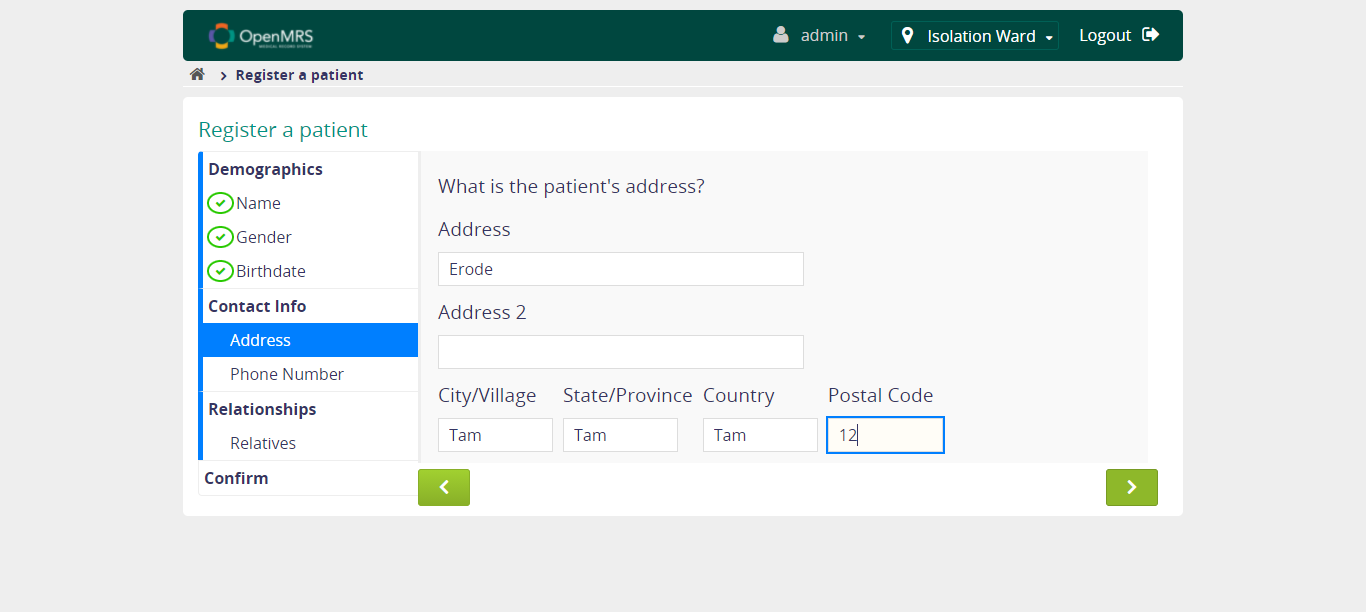 OpenMRS
admin
Isolation Ward
Logout
Register a patient
Register a patient
Demographics
Name
Gender
Birthdate
Contact Info
Address
Phone Number
Relationships
Relatives
Confirm
What is the patient's address?
Address
Erode
Address 2
City/Village State/Province Country Postal Code
Tam Tam Tam 12